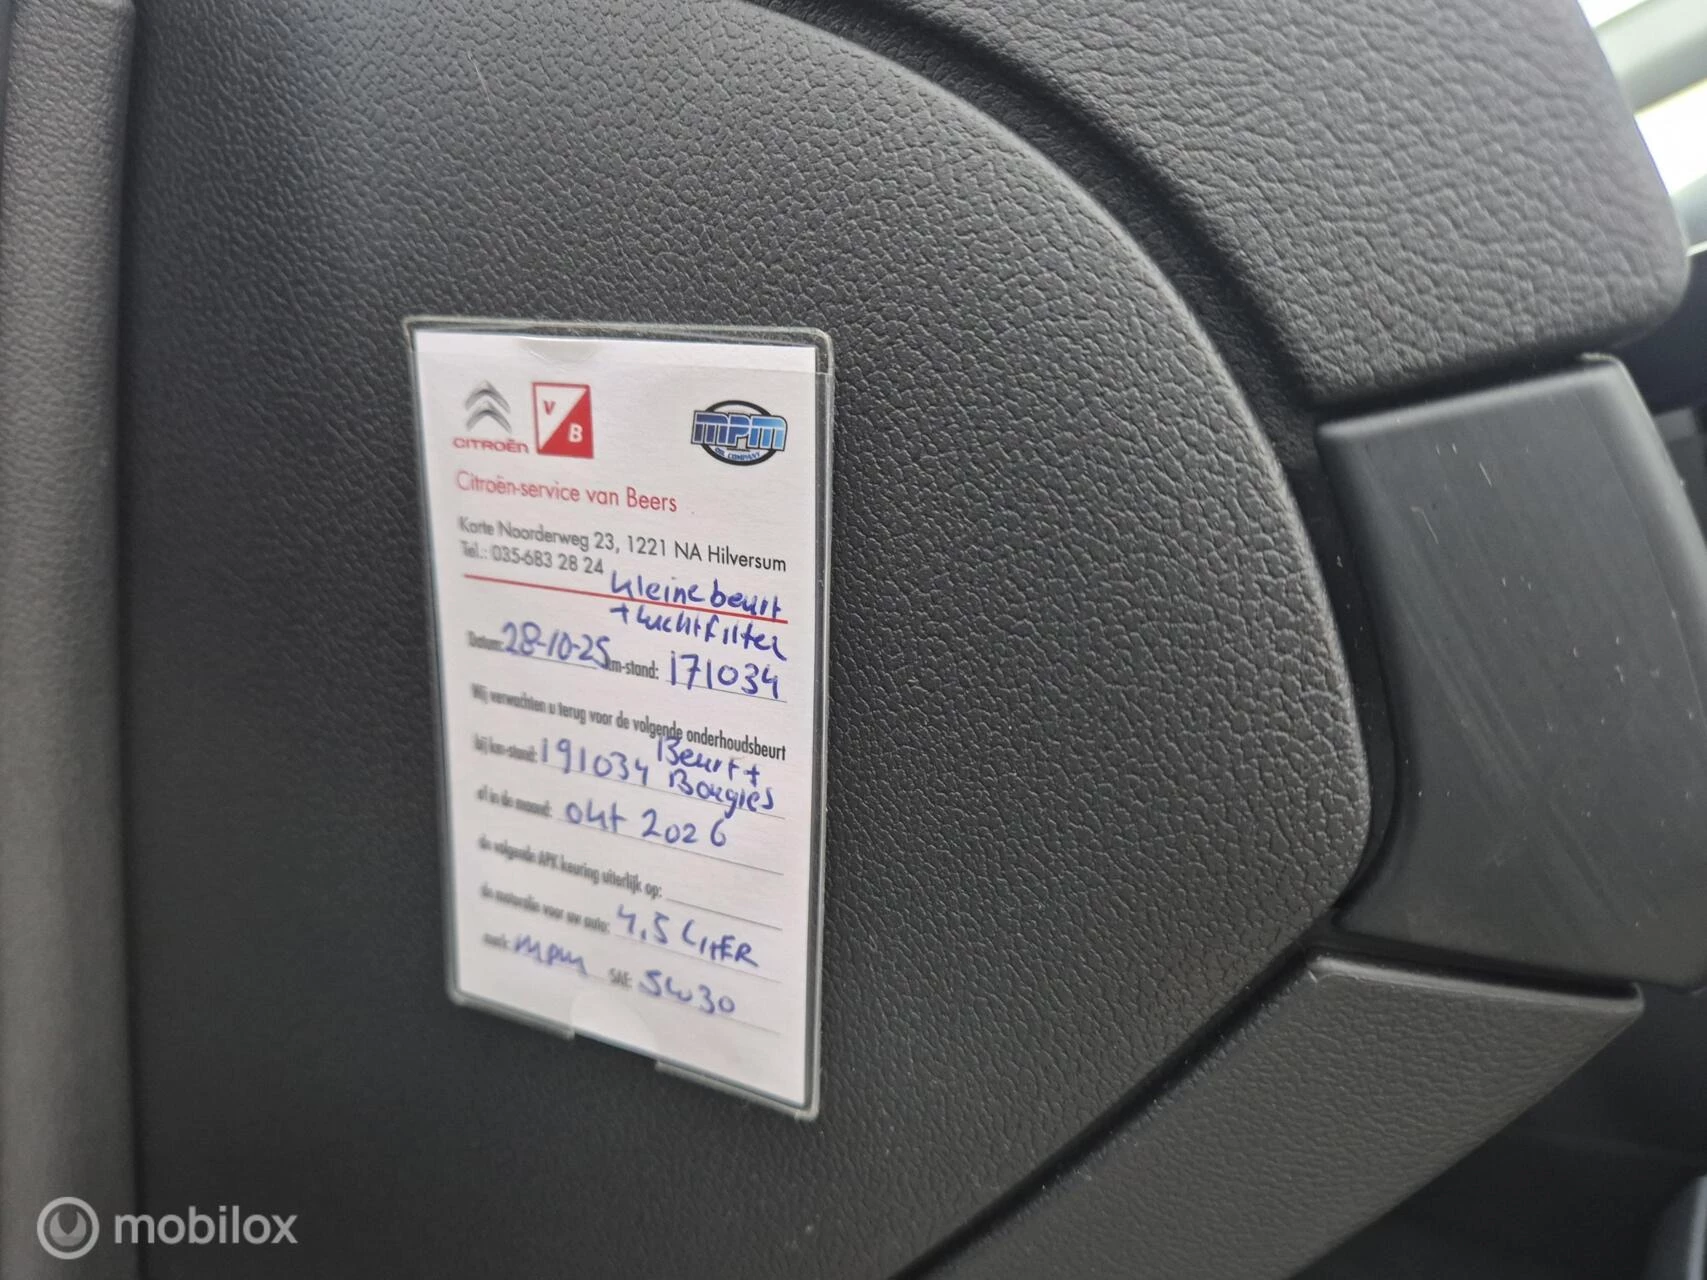 CITROËN
V
B
MPM
OIL COMPANY
Citroën-service van Beers
Korte Noorderweg 23, 1221 NA Hilversum
Tel.: 035-683 28 24
Kleine beurt
+ Luchtfilter
Datum: 28-10-25 km-stand: 171034
Wij verwachten u terug voor de volgende onderhoudsbeurt
bij km-stand: 191034 Beurt +
Bougies
of in de maand: okt 2026
de volgende APK keuring uiterlijk op:
de motorolie voor uw auto: 4,5 LITER
merk: mpm SAE: 5w30
mobilox